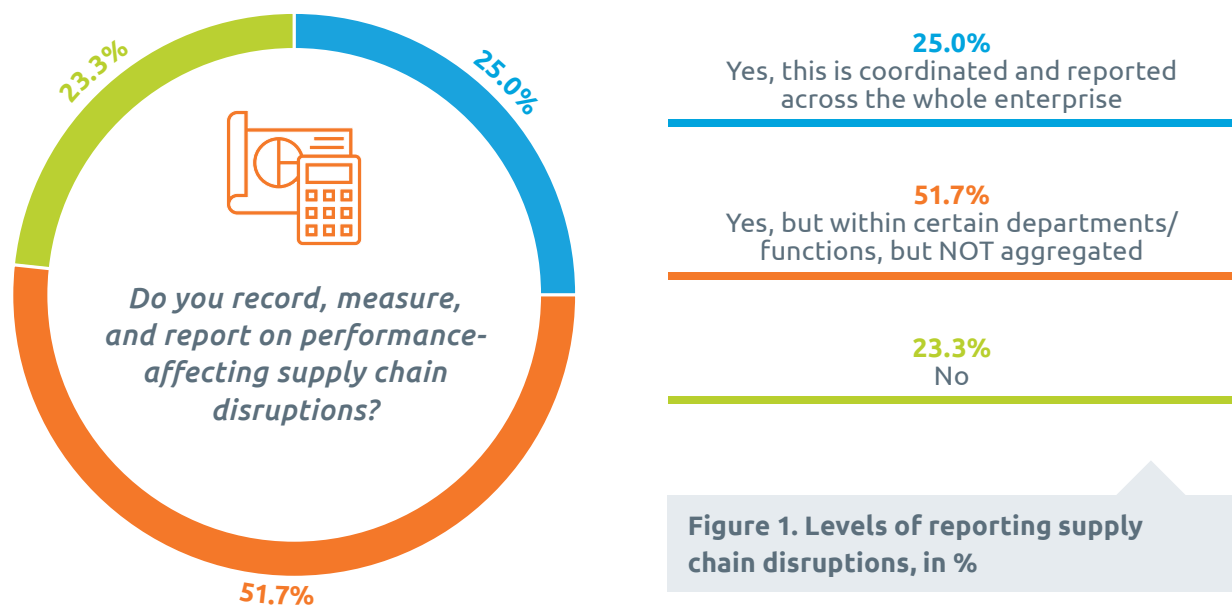 23.3%
25.0%
Do you record, measure,
and report on performance-
affecting supply chain
disruptions?
51.7%
25.0%
Yes, this is coordinated and reported
across the whole enterprise
51.7%
Yes, but within certain departments/
functions, but NOT aggregated
23.3%
No
Figure 1. Levels of reporting supply
chain disruptions, in %